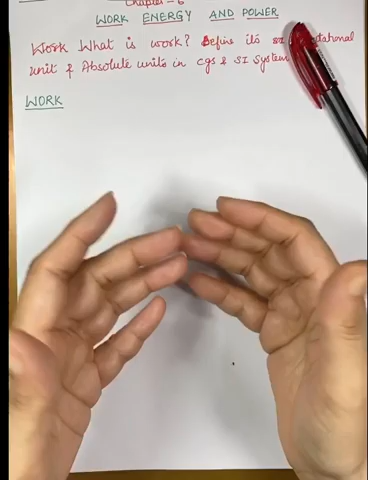 Chapter - 6
WORK ENERGY AND POWER
Work What is work? Define its
unit & Absolute units in cgs & SI System
WORK